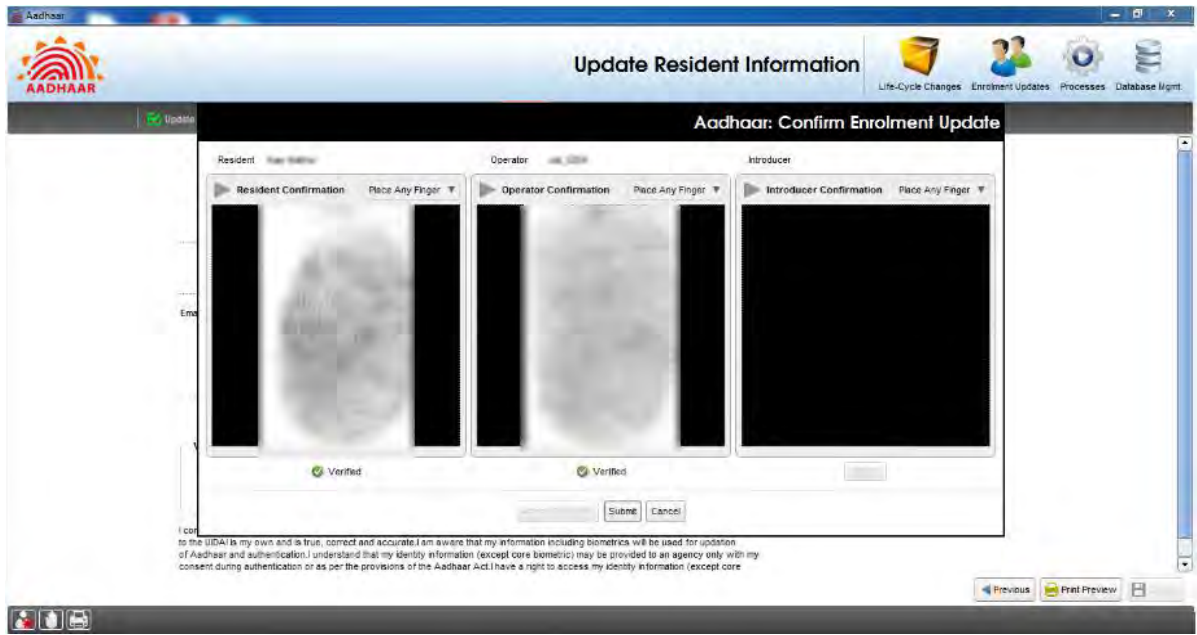 Aadhaar
AADHAAR
Update Resident Information
Life-Cycle Changes Enrolment Updates Processes Database Mgmt.
Update
Aadhaar: Confirm Enrolment Update
Resident Operator Introducer
Resident Confirmation Place Any Finger Operator Confirmation Place Any Finger Introducer Confirmation Place Any Finger
Ema
Verified Verified
Submit Cancel
I con
to the UIDAI is my own and is true, correct and accurate.I am aware that my information including biometrics will be used for updation
of Aadhaar and authentication.I understand that my identity information (except core biometric) may be provided to an agency only with my
consent during authentication or as per the provisions of the Aadhaar Act.I have a right to access my identity information (except core
Previous Print Preview